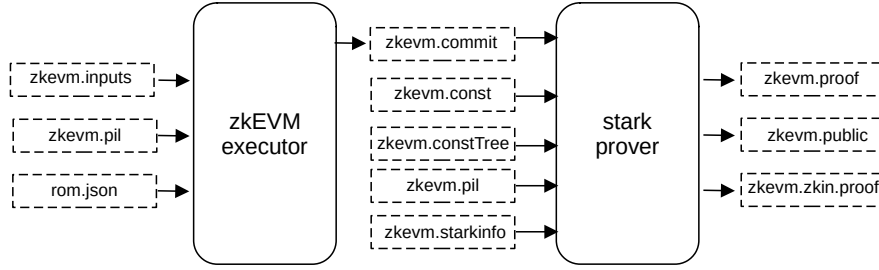 zkevm.inputs
zkevm.pil
rom.json
zkEVM
executor
zkevm.commit
zkevm.const
zkevm.constTree
zkevm.pil
zkevm.starkinfo
stark
prover
zkevm.proof
zkevm.public
zkevm.zkin.proof